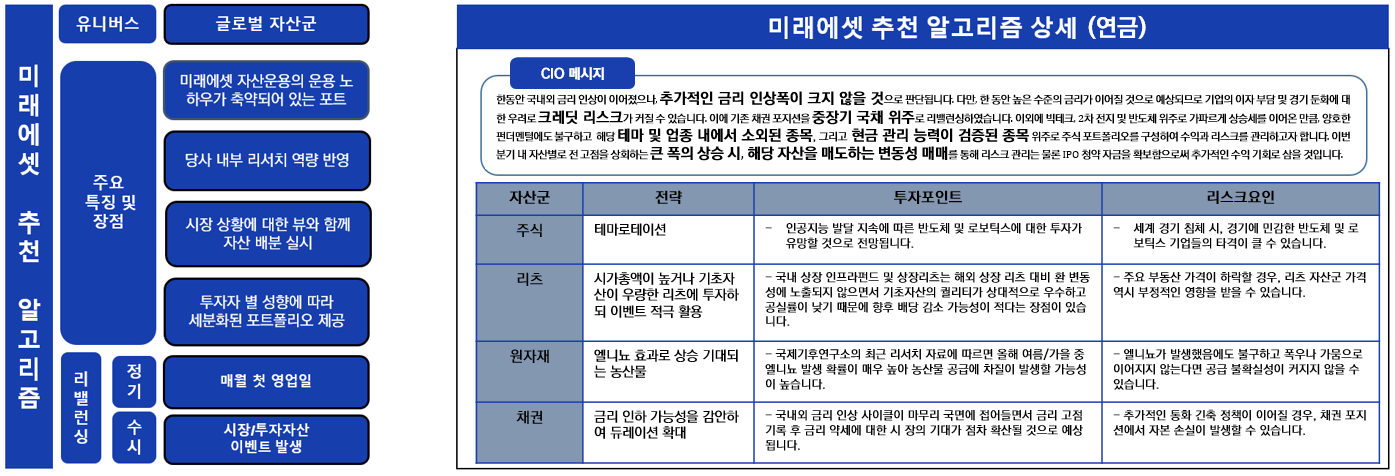 미래에셋 추천 알고리즘
유니버스
글로벌 자산군
주요
특징 및
장점
미래에셋 자산운용의 운용 노
하우가 축약되어 있는 포트
당사 내부 리서치 역량 반영
시장 상황에 대한 뷰와 함께
자산 배분 실시
투자자 별 성향에 따라
세분화된 포트폴리오 제공
리밸런싱
정기
매월 첫 영업일
수시
시장/투자자산
이벤트 발생
미래에셋 추천 알고리즘 상세 (연금)
CIO 메시지
한동안 국내외 금리 인상이 이어졌으나, 추가적인 금리 인상폭이 크지 않을 것으로 판단됩니다. 다만, 한 동안 높은 수준의 금리가 이어질 것으로 예상되므로 기업의 이자 부담 및 경기 둔화에 대
한 우려로 크레딧 리스크가 커질 수 있습니다. 이에 기존 채권 포지션을 중장기 국채 위주로 리밸런싱하였습니다. 이외에 빅테크, 2차 전지 및 반도체 위주로 가파르게 상승세를 이어온 만큼, 양호한
펀더멘털에도 불구하고 해당 테마 및 업종 내에서 소외된 종목, 그리고 현금 관리 능력이 검증된 종목 위주로 주식 포트폴리오를 구성하여 수익과 리스크를 관리하고자 합니다. 이번
분기 내 자산별로 전 고점을 상회하는 큰 폭의 상승 시, 해당 자산을 매도하는 변동성 매매를 통해 리스크 관리는 물론 IPO 청약 자금을 확보함으로써 추가적인 수익 기회로 삼을 것입니다.
자산군 전략 투자포인트 리스크요인
주식
테마로테이션
– 인공지능 발달 지속에 따른 반도체 및 로보틱스에 대한 투자가
유망할 것으로 전망됩니다.
– 세계 경기 침체 시, 경기에 민감한 반도체 및 로
보틱스 기업들의 타격이 클 수 있습니다.
리츠
시가총액이 높거나 기초자
산이 우량한 리츠에 투자하
되 이벤트 적극 활용
– 국내 상장 인프라펀드 및 상장리츠는 해외 상장 리츠 대비 환 변동
성에 노출되지 않으면서 기초자산의 퀄리티가 상대적으로 우수하고
공실률이 낮기 때문에 향후 배당 감소 가능성이 적다는 장점이 있습
니다.
– 주요 부동산 가격이 하락할 경우, 리츠 자산군 가격
역시 부정적인 영향을 받을 수 있습니다.
원자재
엘니뇨 효과로 상승 기대되
는 농산물
– 국제기후연구소의 최근 리서치 자료에 따르면 올해 여름/가을 중
엘니뇨 발생 확률이 매우 높아 농산물 공급에 차질이 발생할 가능성
이 높습니다.
– 엘니뇨가 발생했음에도 불구하고 폭우나 가뭄으로
이어지지 않는다면 공급 불확실성이 커지지 않을 수
있습니다.
채권
금리 인하 가능성을 감안하
여 듀레이션 확대
– 국내외 금리 인상 사이클이 마무리 국면에 접어들면서 금리 고점
기록 후 금리 약세에 대한 시 장의 기대가 점차 확산될 것으로 예상
됩니다.
– 추가적인 통화 긴축 정책이 이어질 경우, 채권 포지
션에서 자본 손실이 발생할 수 있습니다.